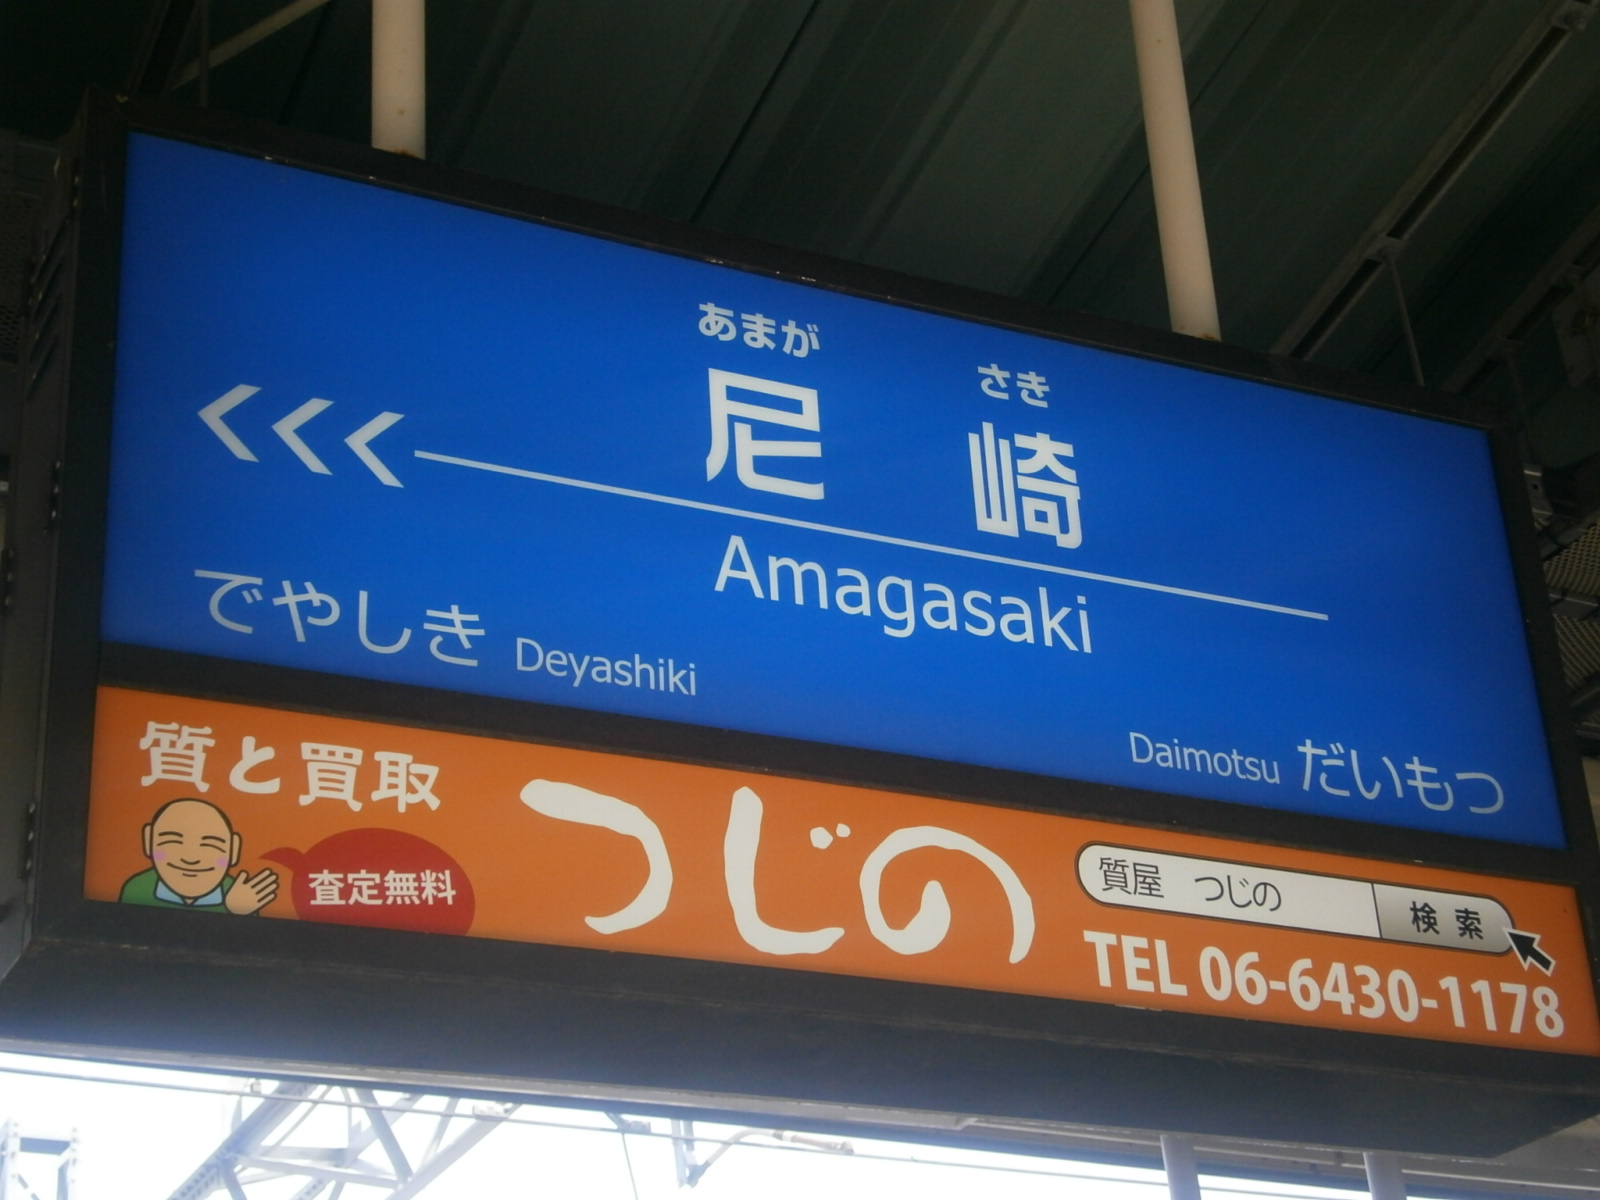 あまが さき
尼 崎
Amagasaki
でやしき Deyashiki
Daimotsu だいもつ
質と買取
査定無料
つじの
質屋 つじの 検索
TEL 06-6430-1178